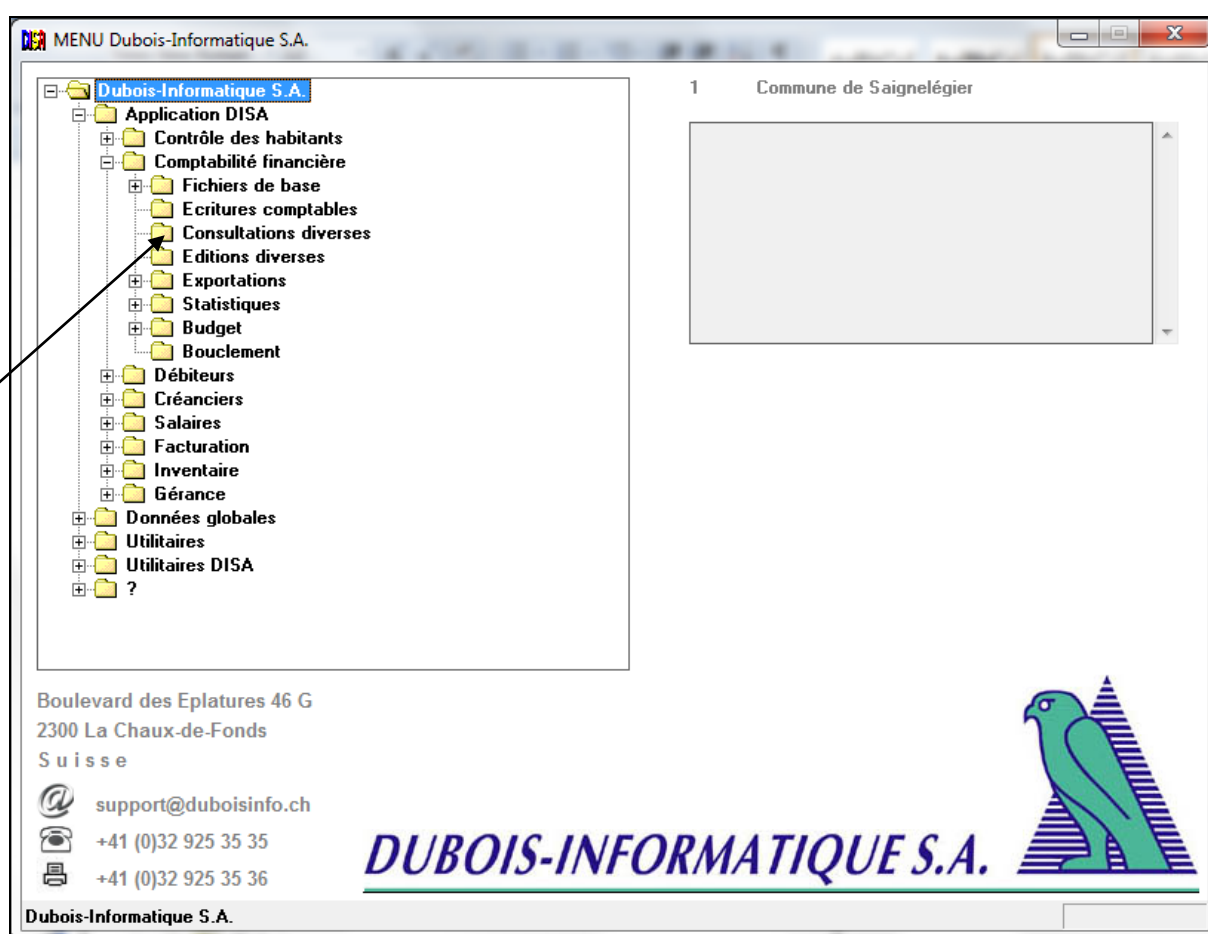 MENU Dubois-Informatique S.A.
Dubois-Informatique S.A.
Application DISA
Contrôle des habitants
Comptabilité financière
Fichiers de base
Ecritures comptables
Consultations diverses
Editions diverses
Exportations
Statistiques
Budget
Bouclement
Débiteurs
Créanciers
Salaires
Facturation
Inventaire
Gérance
Données globales
Utilitaires
Utilitaires DISA
?
1 Commune de Saignelégier
Boulevard des Eplatures 46 G
2300 La Chaux-de-Fonds
S u i s s e
support@duboisinfo.ch
+41 (0)32 925 35 35
+41 (0)32 925 35 36
DUBOIS-INFORMATIQUE S.A.
Dubois-Informatique S.A.